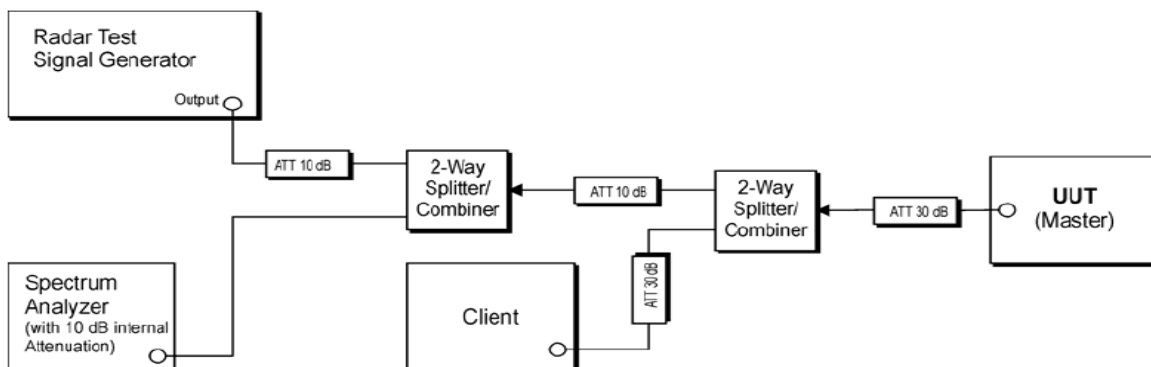 Radar Test
Signal Generator
Output
ATT 10 dB
2-Way
Splitter/
Combiner
ATT 10 dB
2-Way
Splitter/
Combiner
ATT 30 dB
UUT
(Master)
Spectrum
Analyzer
(with 10 dB internal
Attenuation)
Client
ATT 30 dB